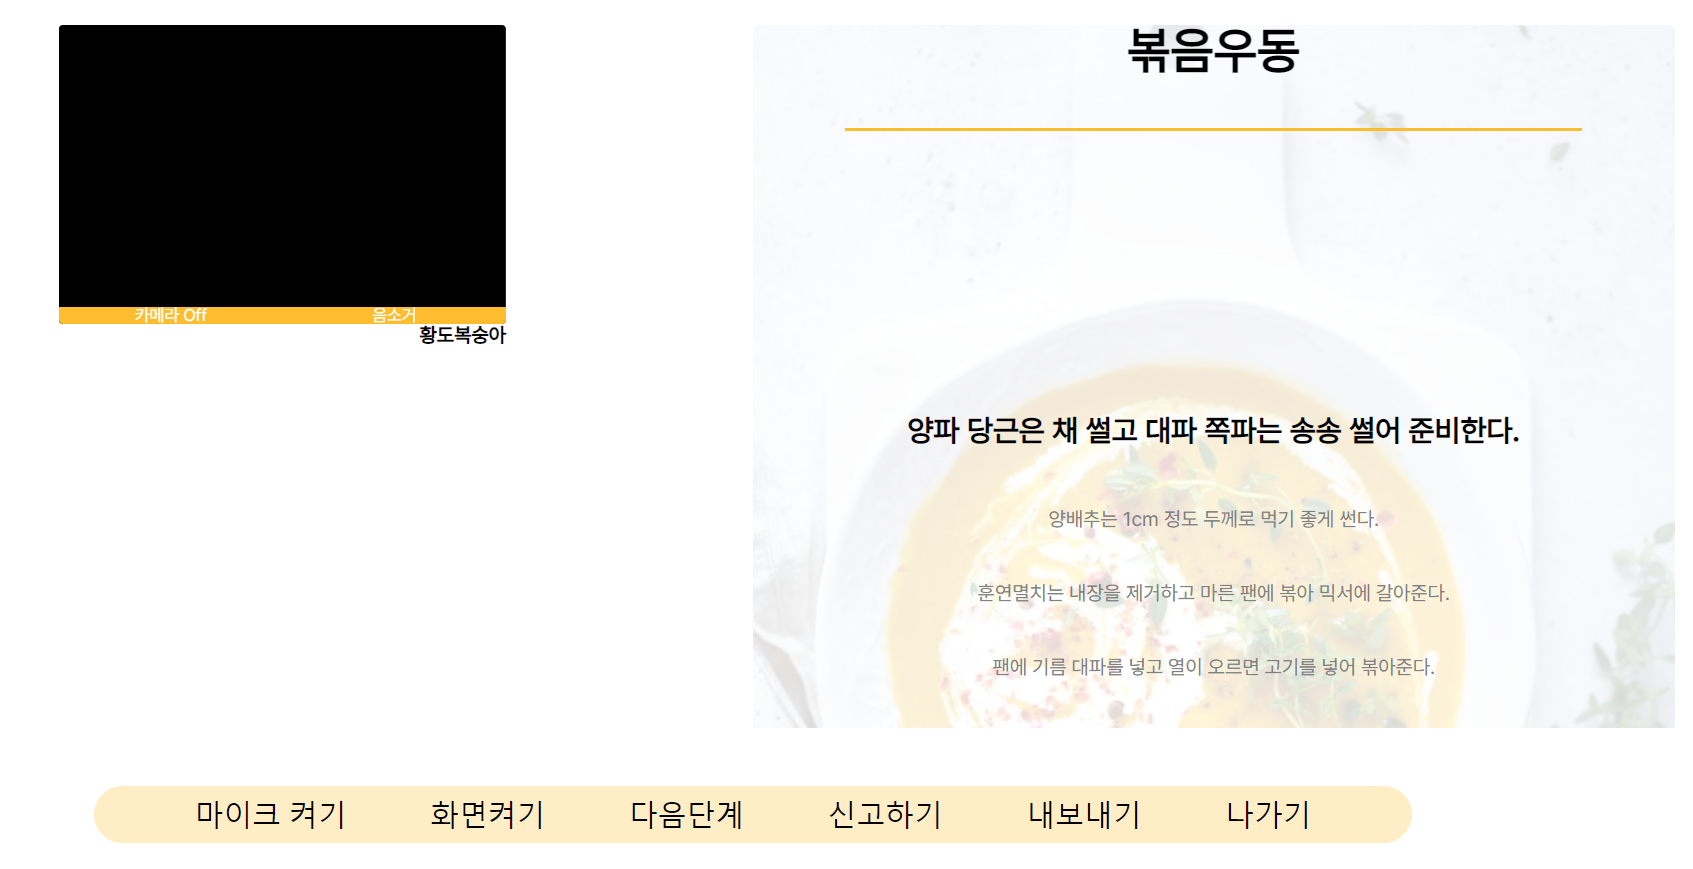 카메라 Off 음소거
황도복숭아
볶음우동
양파 당근은 채 썰고 대파 쪽파는 송송 썰어 준비한다.
양배추는 1cm 정도 두께로 먹기 좋게 썬다.
훈연멸치는 내장을 제거하고 마른 팬에 볶아 믹서에 갈아준다.
팬에 기름 대파를 넣고 열이 오르면 고기를 넣어 볶아준다.
마이크 켜기 화면켜기 다음단계 신고하기 내보내기 나가기